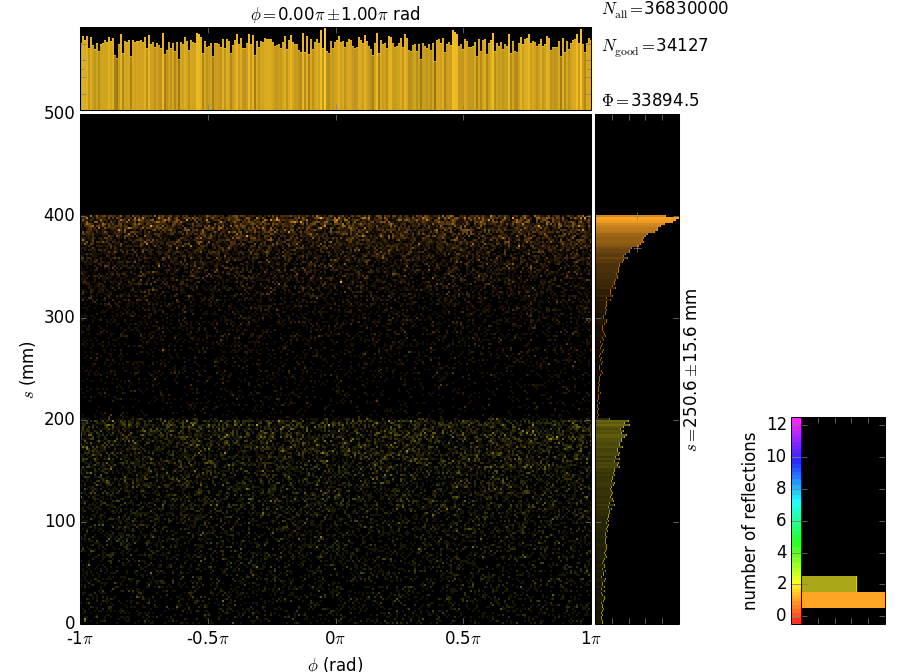 ϕ=0.00π±1.00π rad
N_all=36830000
N_good=34127
Φ=33894.5
500
400
300
200
100
0
s (mm)
-1π
-0.5π
0π
0.5π
1π
ϕ (rad)
s=250.6±15.6 mm
number of reflections
12
10
8
6
4
2
0